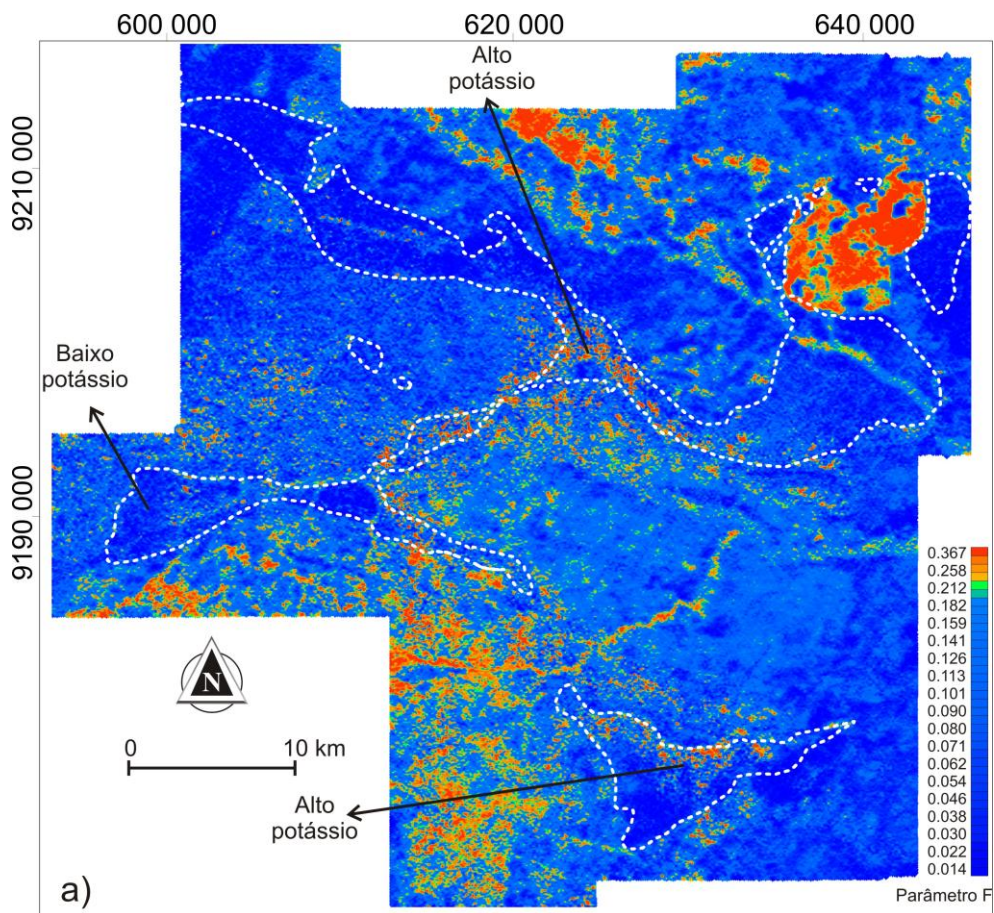 600 000
620 000
640 000
Alto
potássio
9210 000
Baixo
potássio
9190 000
N
0
10 km
Alto
potássio
0.367
0.258
0.212
0.182
0.159
0.141
0.126
0.113
0.101
0.090
0.080
0.071
0.062
0.054
0.046
0.038
0.030
0.022
0.014
Parâmetro F
a)